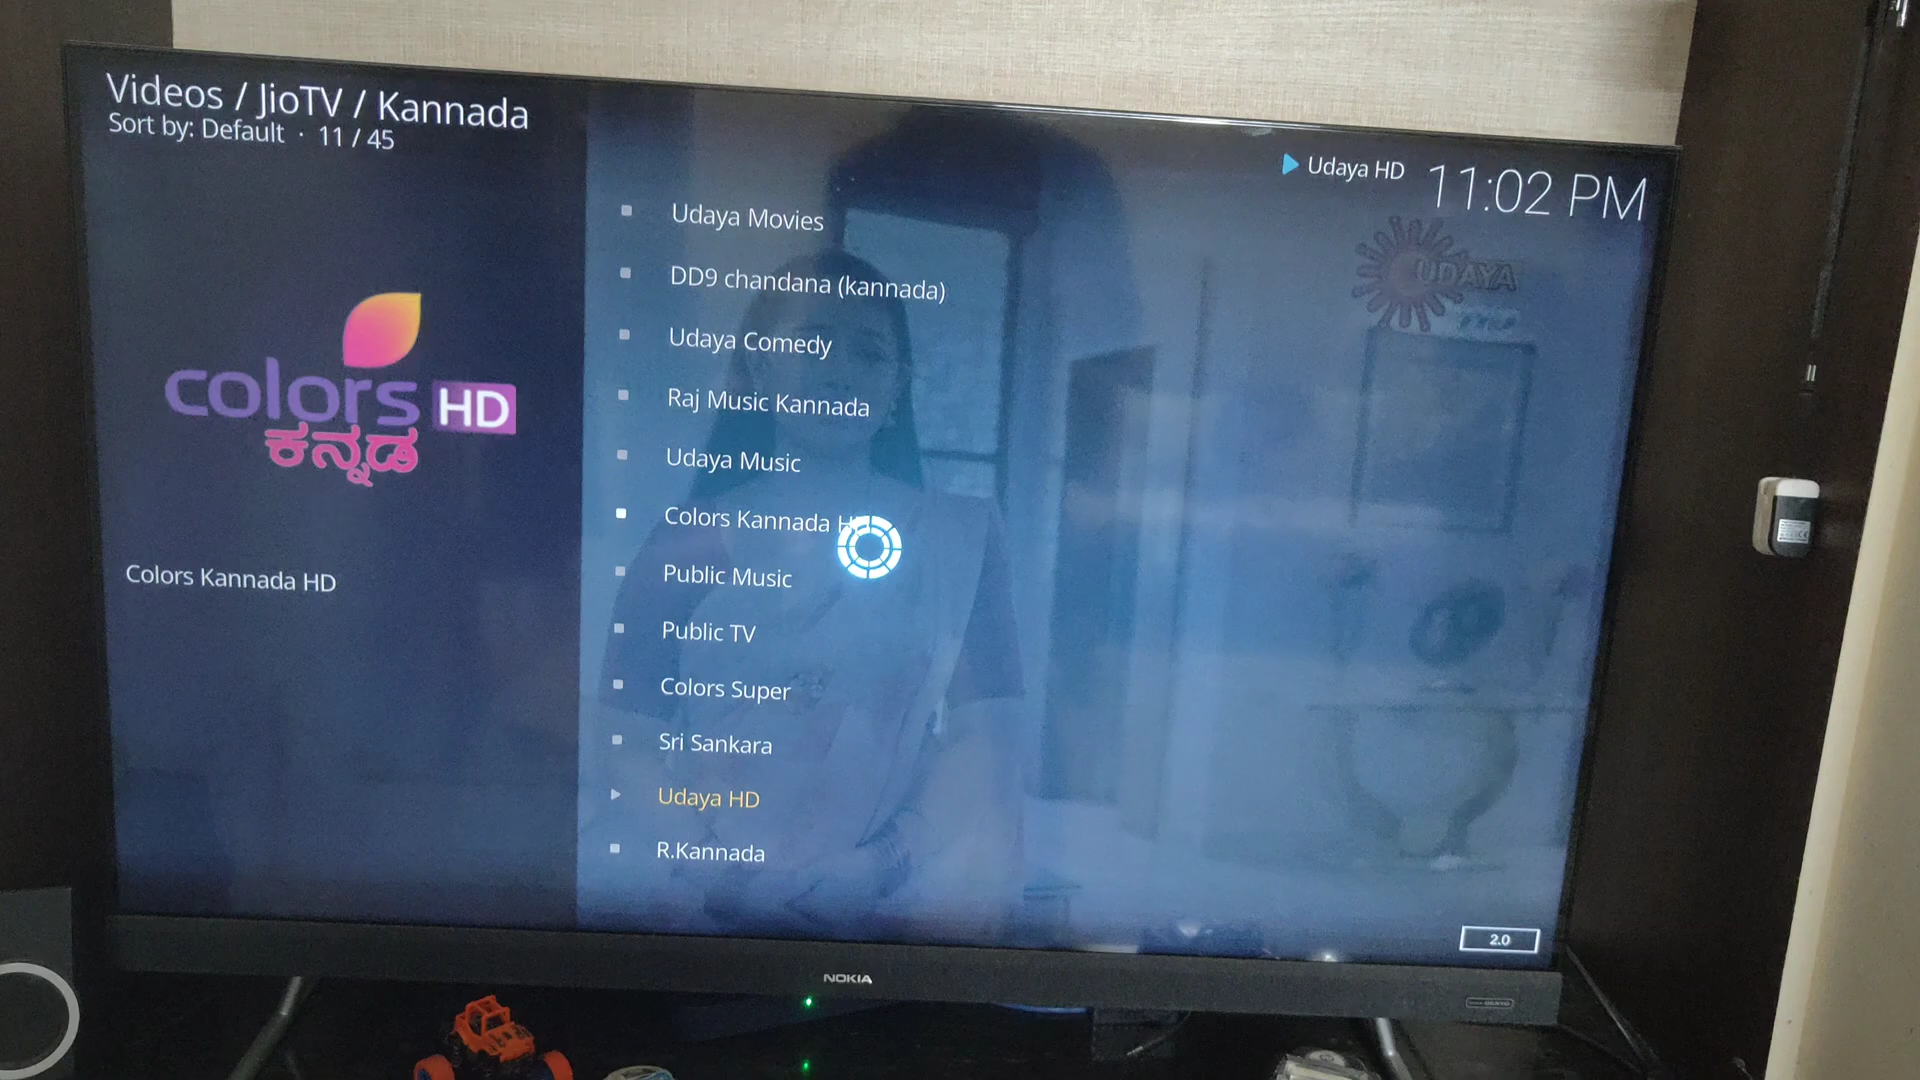 Videos / JioTV / Kannada
Sort by: Default · 11 / 45
Udaya HD
11:02 PM
UDAYA
colors HD
ಕನ್ನಡ
Colors Kannada HD
Udaya Movies
DD9 chandana (kannada)
Udaya Comedy
Raj Music Kannada
Udaya Music
Colors Kannada
Public Music
Public TV
Colors Super
Sri Sankara
Udaya HD
R.Kannada
2.0
NOKIA